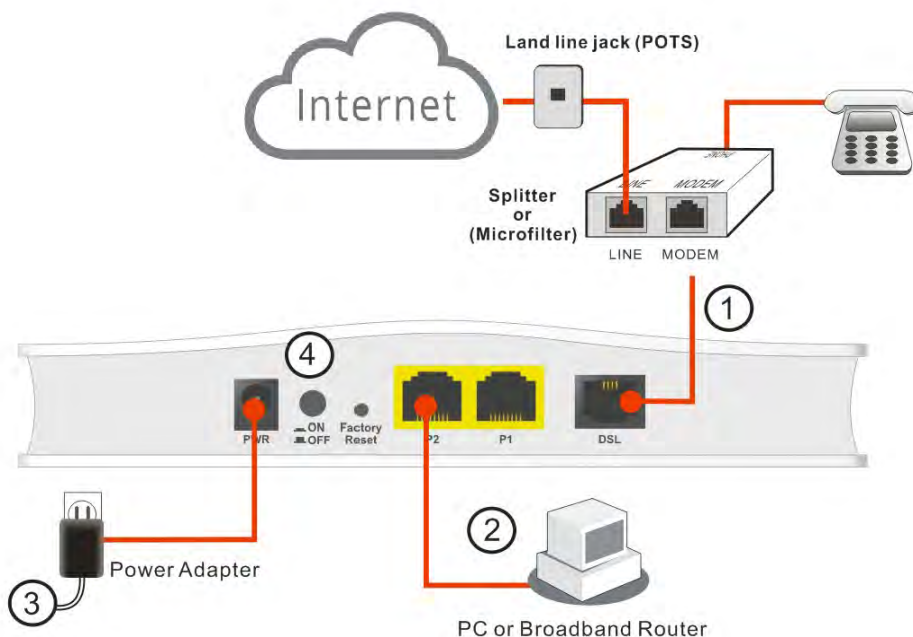 Land line jack (POTS)
Internet
PHONE
LINE MODEM
Splitter
or
(Microfilter)
LINE MODEM
1
4
ON
OFF
Factory
Reset
PWR
P2
P1
DSL
2
3
Power Adapter
PC or Broadband Router